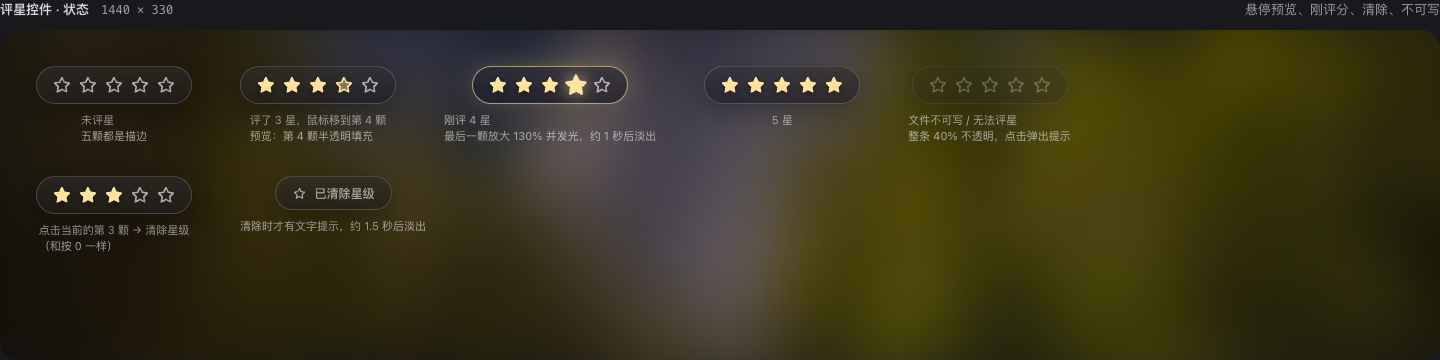 评星控件 · 状态 1440 × 330
悬停预览、刚评分、清除、不可写
未评星
五颗都是描边
评了 3 星，鼠标移到第 4 颗
预览：第 4 颗半透明填充
刚评 4 星
最后一颗放大 130% 并发光，约 1 秒后淡出
5 星
文件不可写 / 无法评星
整条 40% 不透明，点击弹出提示
点击当前的第 3 颗 → 清除星级
（和按 0 一样）
已清除星级
清除时才有文字提示，约 1.5 秒后淡出